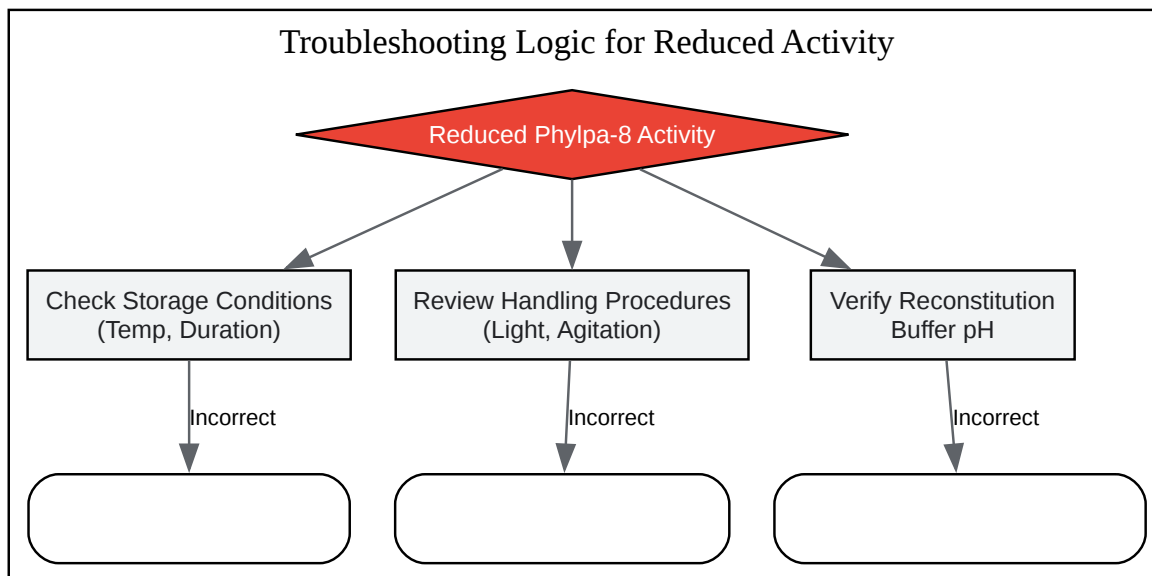 Troubleshooting Logic for Reduced Activity
Reduced Phylpa-8 Activity
Check Storage Conditions
(Temp, Duration)
Review Handling Procedures
(Light, Agitation)
Verify Reconstitution
Buffer pH
Incorrect
Incorrect
Incorrect